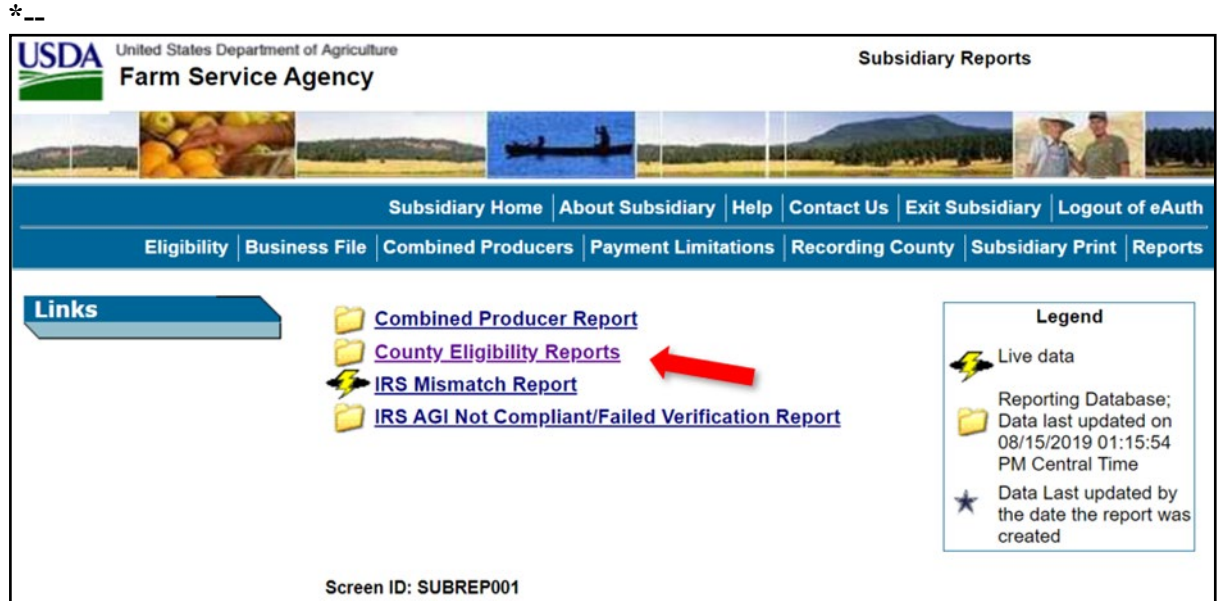 *--
USDA United States Department of Agriculture
Farm Service Agency
Subsidiary Reports
Subsidiary Home | About Subsidiary | Help | Contact Us | Exit Subsidiary | Logout of eAuth
Eligibility | Business File | Combined Producers | Payment Limitations | Recording County | Subsidiary Print | Reports
Links
Combined Producer Report
County Eligibility Reports
IRS Mismatch Report
IRS AGI Not Compliant/Failed Verification Report
Legend
Live data
Reporting Database;
Data last updated on
08/15/2019 01:15:54
PM Central Time
Data Last updated by
the date the report was
created
Screen ID: SUBREP001